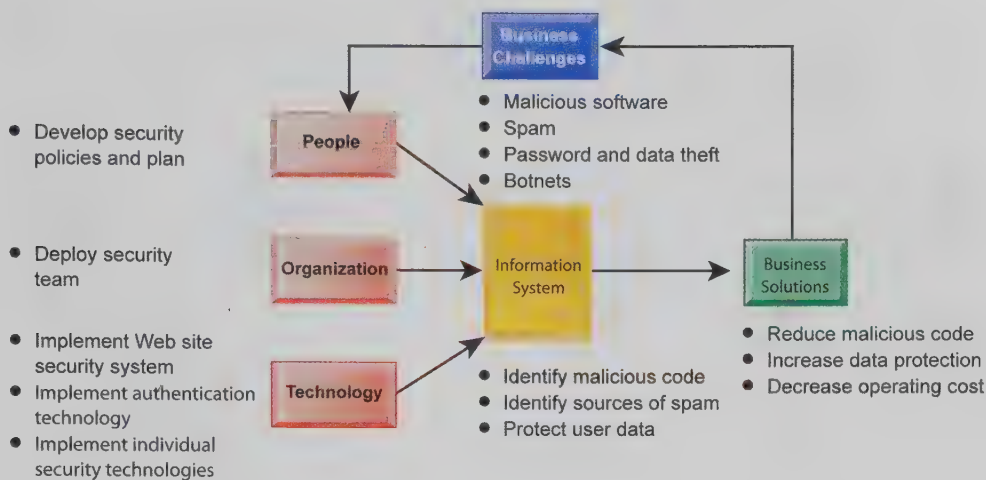 Business
Challenges
• Malicious software
• Spam
• Password and data theft
• Botnets
• Develop security
policies and plan
People
• Deploy security
team
Organization
Information
System
Business
Solutions
• Implement Web site
security system
• Implement authentication
technology
• Implement individual
security technologies
Technology
• Identify malicious code
• Identify sources of spam
• Protect user data
• Reduce malicious code
• Increase data protection
• Decrease operating cost